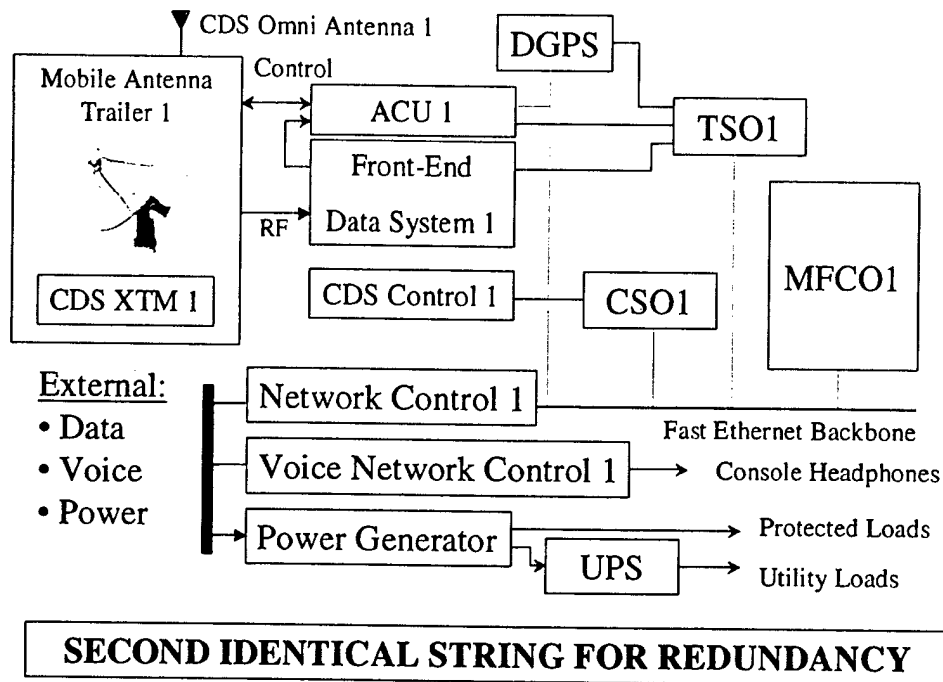 CDS Omni Antenna 1
DGPS
Mobile Antenna
Trailer 1
Control
ACU 1
TSO1
Front-End
Data System 1
RF
MFCO1
CDS XTM 1
CDS Control 1
CSO1
External:
• Data
• Voice
• Power
Network Control 1
Fast Ethernet Backbone
Voice Network Control 1
Console Headphones
Power Generator
Protected Loads
UPS
Utility Loads
SECOND IDENTICAL STRING FOR REDUNDANCY